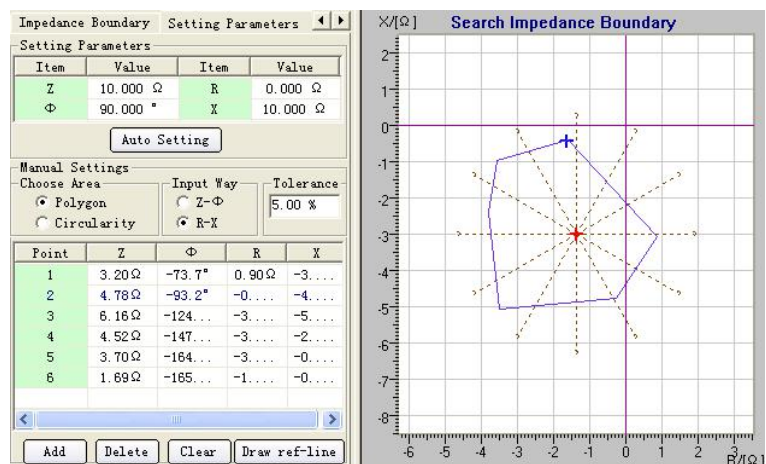 Impedance Boundary Setting Parameters
Setting Parameters
Item Value Item Value
Z 10.000 Ω R 0.000 Ω
Φ 90.000 ° X 10.000 Ω
Auto Setting
Manual Settings
Choose Area Input Way Tolerance
Polygon Z-Φ 5.00 %
Circularity R-X
Point Z Φ R X
1 3.20Ω -73.7° 0.90Ω -3....
2 4.78Ω -93.2° -0.... -4....
3 6.16Ω -124... -3.... -5....
4 4.52Ω -147... -3.... -2....
5 3.70Ω -164... -3.... -0....
6 1.69Ω -165... -1.... -0....
Add Delete Clear Draw ref-line
X/[Ω] Search Impedance Boundary
2
1
0
-1
-2
-3
-4
-5
-6
-7
-8
-6 -5 -4 -3 -2 -1 0 1 2 3
R/[Ω]